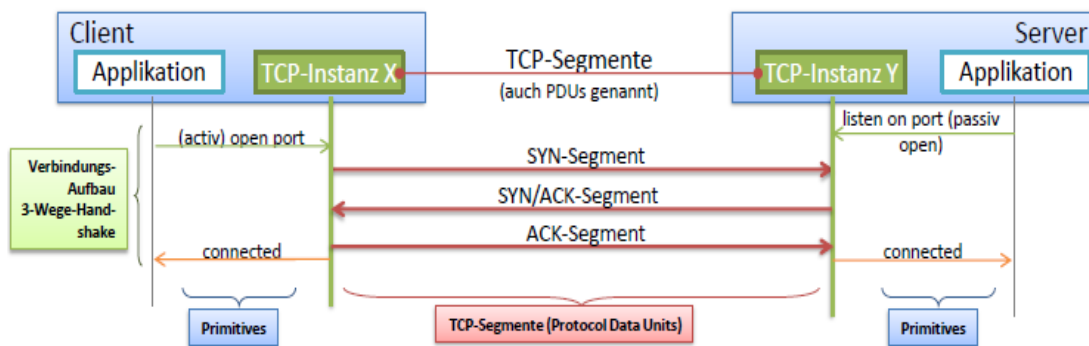 Client
Server
Applikation
TCP-Instanz X
TCP-Segmente
(auch PDUs genannt)
TCP-Instanz Y
Applikation
(activ) open port
listen on port (passiv
open)
Verbindungs-
Aufbau
3-Wege-Hand-
shake
SYN-Segment
SYN/ACK-Segment
ACK-Segment
connected
connected
Primitives
TCP-Segmente (Protocol Data Units)
Primitives